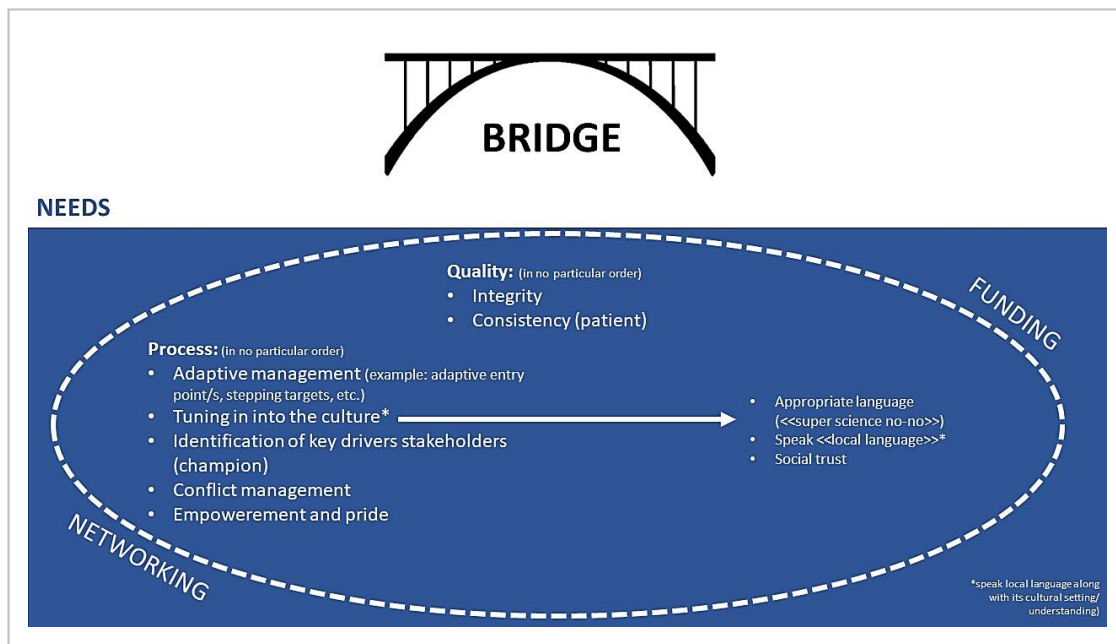 BRIDGE
NEEDS
Quality: (in no particular order)
• Integrity
• Consistency (patient)
FUNDING
Process: (in no particular order)
• Adaptive management (example: adaptive entry
point/s, stepping targets, etc.)
• Tuning in into the culture*
• Identification of key drivers stakeholders
(champion)
• Conflict management
• Empowerement and pride
• Appropriate language
(<<super science no-no>>)
• Speak <<local language>>*
• Social trust
NETWORKING
*speak local language along
with its cultural setting/
understanding)